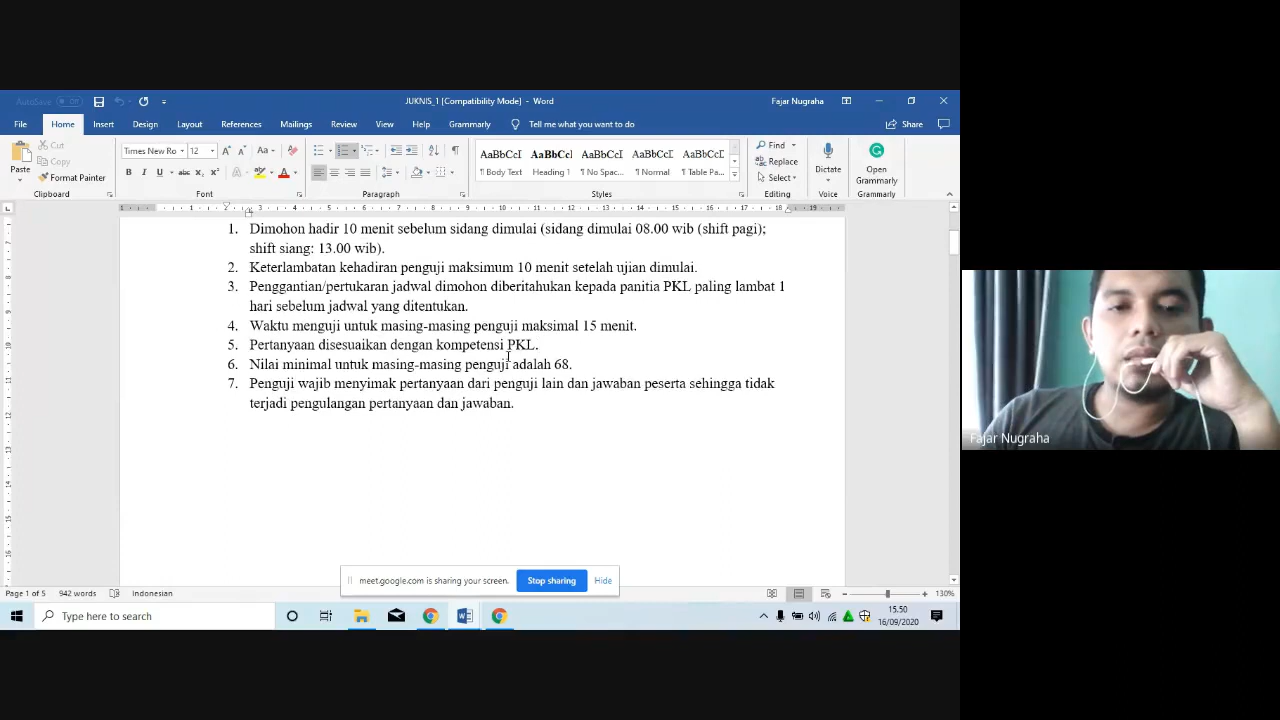 AutoSave Off
JUKNIS_1 [Compatibility Mode] - Word
Fajar Nugraha
File Home Insert Design Layout References Mailings Review View Help Grammarly Tell me what you want to do Share
Paste
Cut
Copy
Format Painter
Clipboard
Times New Ro 12
Font
Paragraph
AaBbCcI AaBbCcl AaBbCcD AaBbCcD AaBbCcI
¶ Body Text Heading 1 ¶ No Spac... ¶ Normal ¶ Table Pa...
Styles
Find
Replace
Select
Editing
Dictate
Voice
Open
Grammarly
Grammarly
1. Dimohon hadir 10 menit sebelum sidang dimulai (sidang dimulai 08.00 wib (shift pagi);
shift siang: 13.00 wib).
2. Keterlambatan kehadiran penguji maksimum 10 menit setelah ujian dimulai.
3. Penggantian/pertukaran jadwal dimohon diberitahukan kepada panitia PKL paling lambat 1
hari sebelum jadwal yang ditentukan.
4. Waktu menguji untuk masing-masing penguji maksimal 15 menit.
5. Pertanyaan disesuaikan dengan kompetensi PKL.
6. Nilai minimal untuk masing-masing penguji adalah 68.
7. Penguji wajib menyimak pertanyaan dari penguji lain dan jawaban peserta sehingga tidak
terjadi pengulangan pertanyaan dan jawaban.
Fajar Nugraha
meet.google.com is sharing your screen. Stop sharing Hide
Page 1 of 5 942 words Indonesian 130%
Type here to search
15.50
16/09/2020